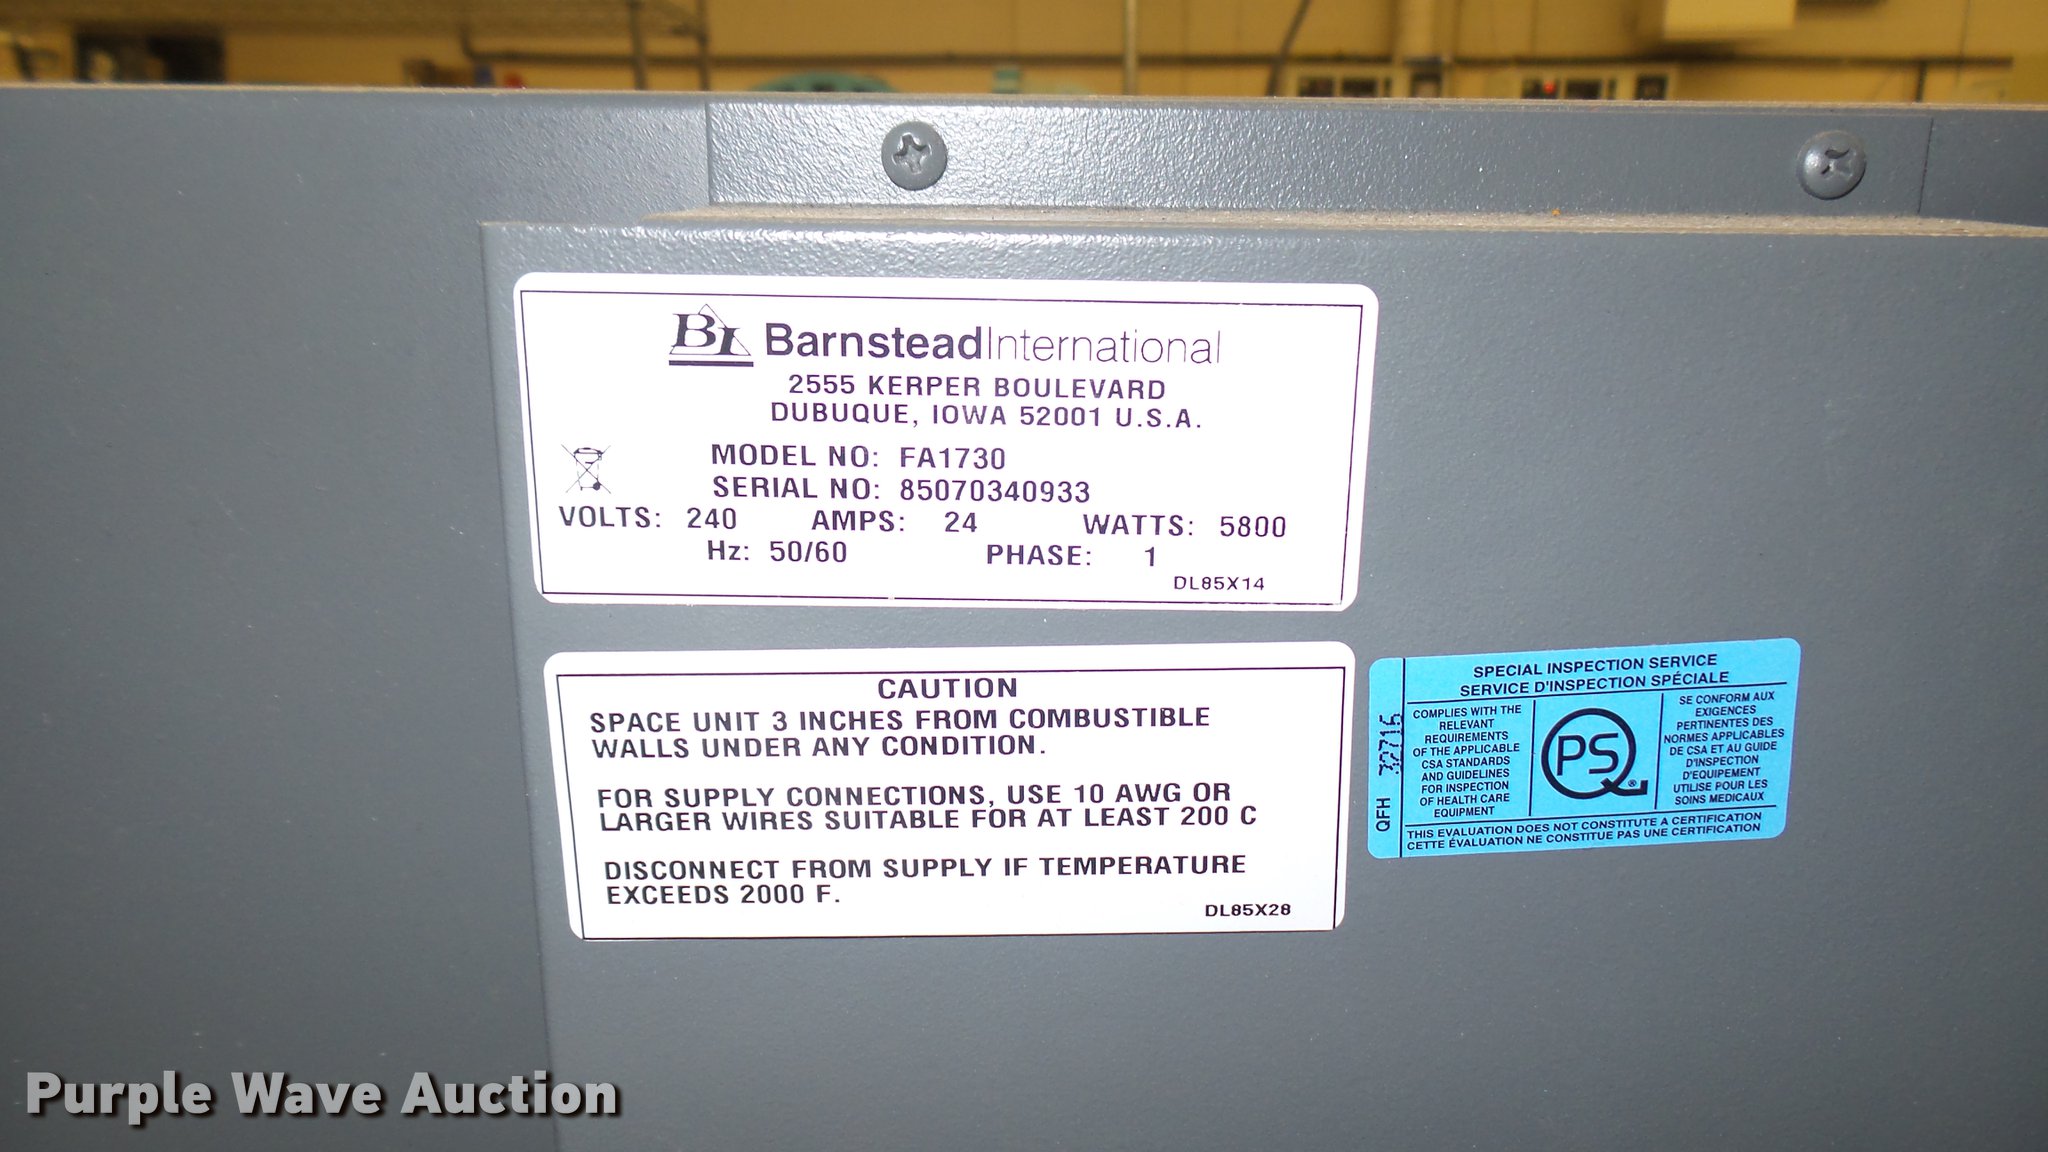 BI BarnsteadInternational
2555 KERPER BOULEVARD
DUBUQUE, IOWA 52001 U.S.A.
MODEL NO: FA1730
SERIAL NO: 85070340933
VOLTS: 240 AMPS: 24 WATTS: 5800
Hz: 50/60 PHASE: 1
DL85X14
CAUTION
SPACE UNIT 3 INCHES FROM COMBUSTIBLE
WALLS UNDER ANY CONDITION.
FOR SUPPLY CONNECTIONS, USE 10 AWG OR
LARGER WIRES SUITABLE FOR AT LEAST 200 C
DISCONNECT FROM SUPPLY IF TEMPERATURE
EXCEEDS 2000 F.
DL85X28
SPECIAL INSPECTION SERVICE
SERVICE D'INSPECTION SPÉCIALE
QFH 72716
COMPLIES WITH THE
RELEVANT
REQUIREMENTS
OF THE APPLICABLE
CSA STANDARDS
AND GUIDELINES
FOR INSPECTION
OF HEALTH CARE
EQUIPMENT
QPS®
SE CONFORM AUX
EXIGENCES
PERTINENTES DES
NORMES APPLICABLES
DE CSA ET AU GUIDE
D'INSPECTION
D'EQUIPEMENT
UTILISE POUR LES
SOINS MEDICAUX
THIS EVALUATION DOES NOT CONSTITUTE A CERTIFICATION
CETTE ÉVALUATION NE CONSTITUE PAS UNE CERTIFICATION
Purple Wave Auction